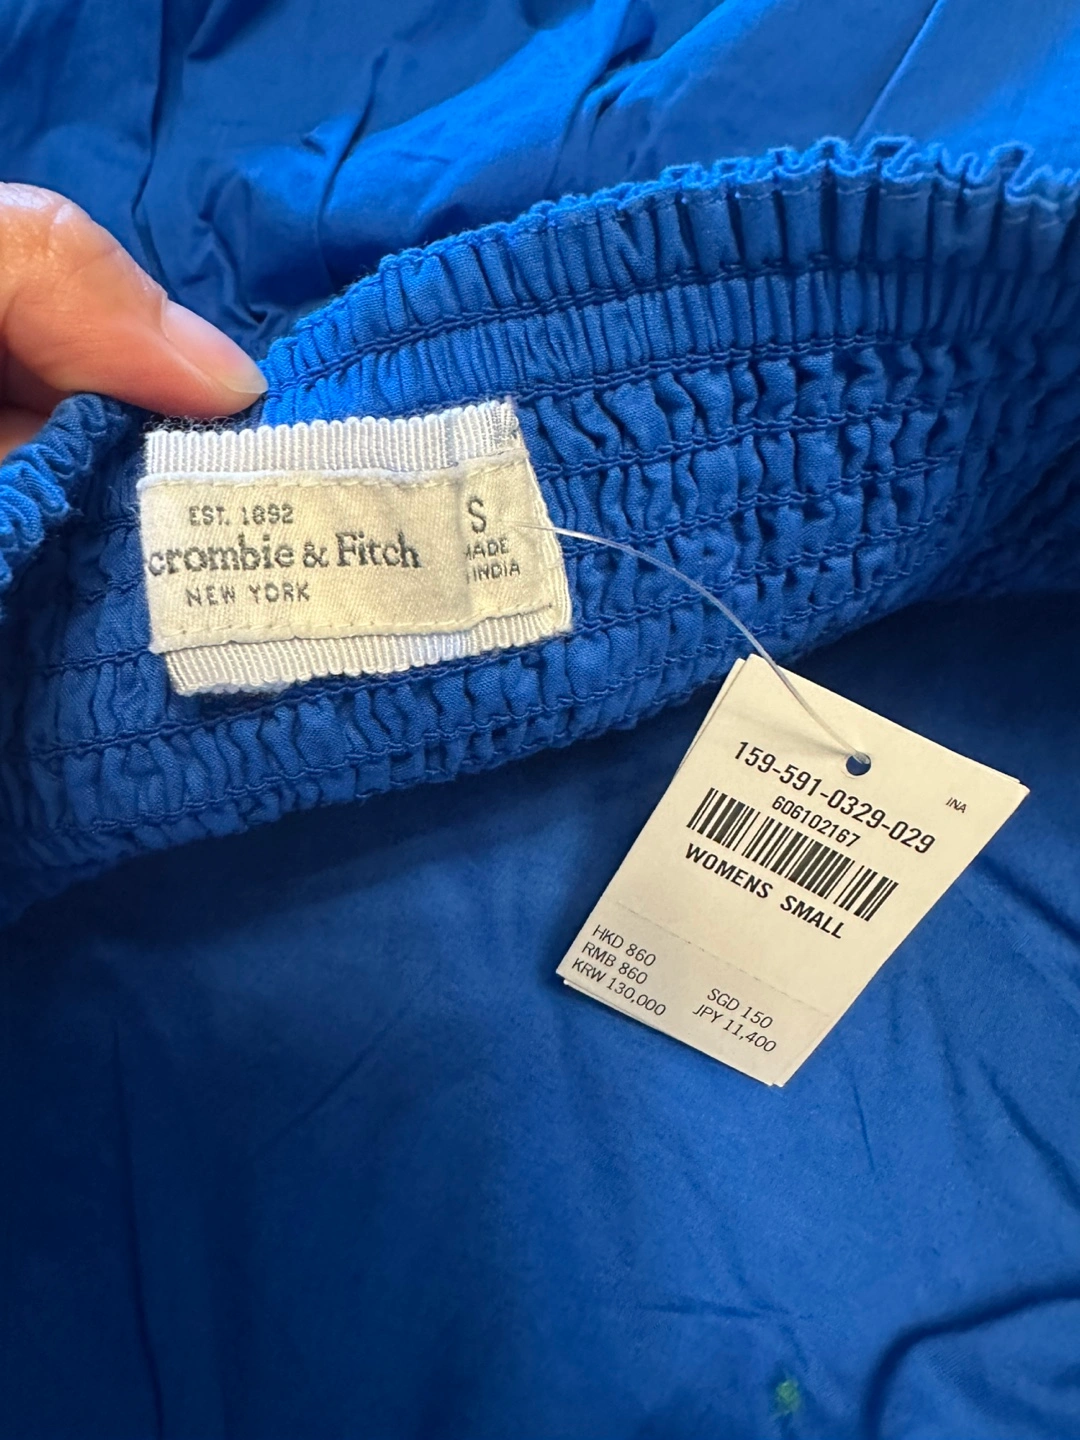 EST. 1892
crombie & Fitch
NEW YORK
S
MADE
INDIA
159-591-0329-029
INA
606102167
WOMENS SMALL
HKD 860
RMB 860
KRW 130,000
SGD 150
JPY 11,400